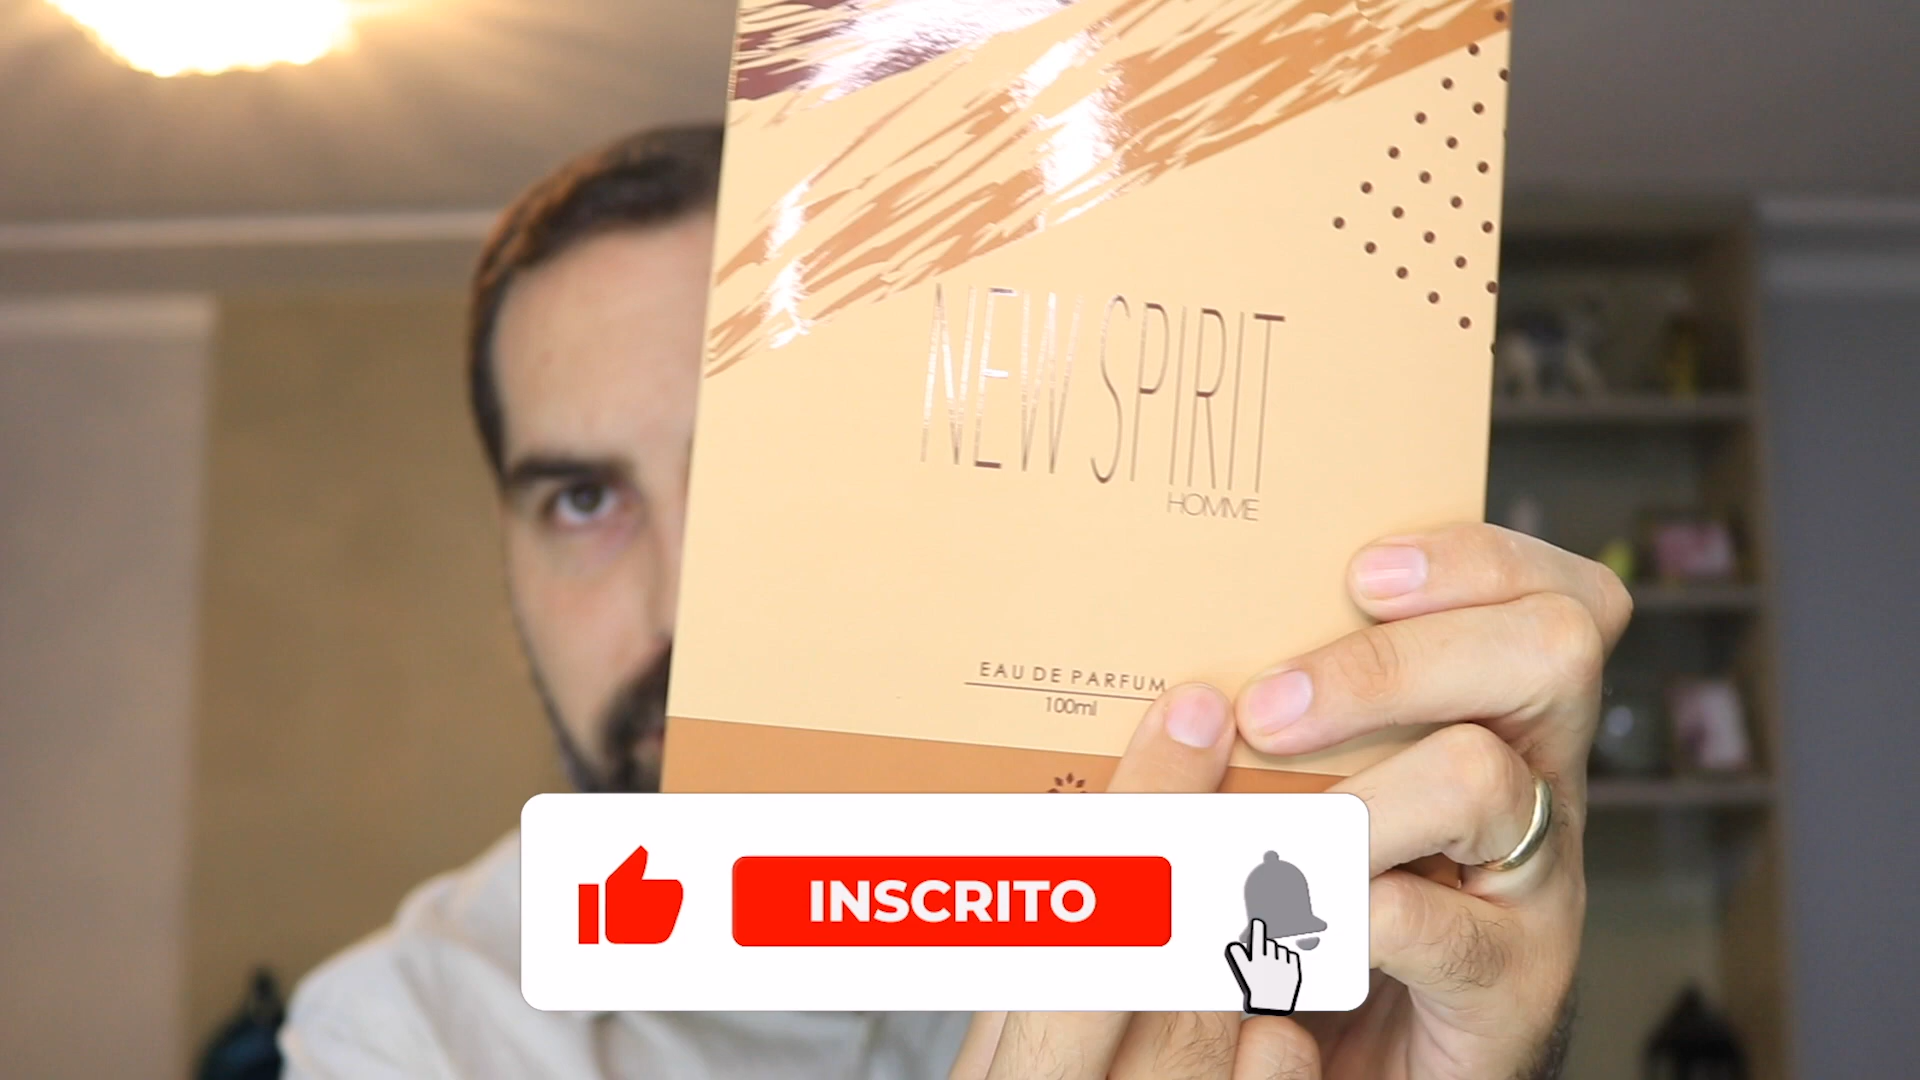 NEW SPIRIT
HOMME
EAU DE PARFUM
100ml
INSCRITO